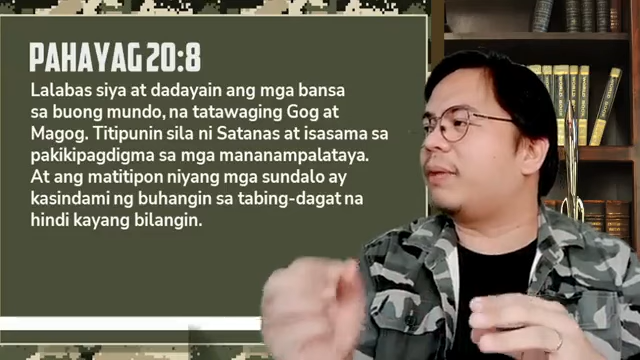 PAHAYAG 20:8
Lalabas siya at dadayain ang mga bansa
sa buong mundo, na tatawaging Gog at
Magog. Titipunin sila ni Satanas at isasama sa
pakikipagdigma sa mga mananampalataya.
At ang matitipon niyang mga sundalo ay
kasindami ng buhangin sa tabing-dagat na
hindi kayang bilangin.